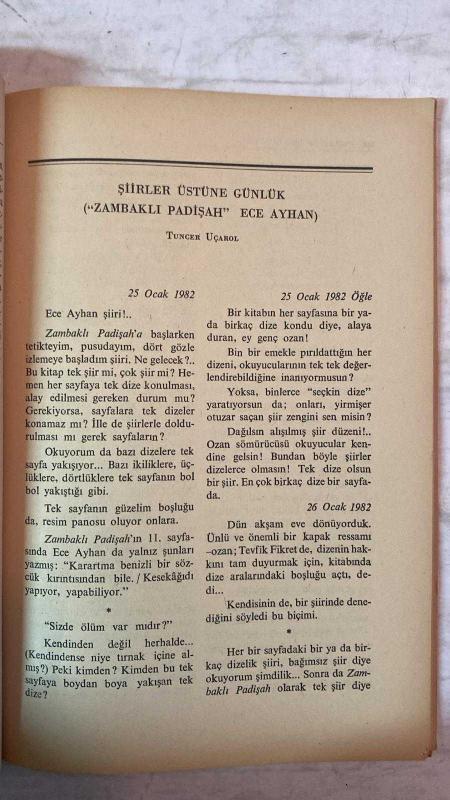 ŞİİRLER ÜSTÜNE GÜNLÜK
("ZAMBAKLI PADİŞAH" ECE AYHAN)
TUNCER UÇAROL
25 Ocak 1982
Ece Ayhan şiiri!..
Zambaklı Padişah'a başlarken
tetikteyim, pusudayım, dört gözle
izlemeye başladım şiiri. Ne gelecek?..
Bu kitap tek şiir mi, çok şiir mi? He-
men her sayfaya tek dize konulması,
alay edilmesi gereken durum mu?
Gerekiyorsa, sayfalara tek dizeler
konamaz mı? İlle de şiirlerle doldu-
rulması mı gerek sayfaların?
Okuyorum da bazı dizelere tek
sayfa yakışıyor... Bazı ikiliklere, üç-
lüklere, dörtlüklere tek sayfanın bol
bol yakıştığı gibi.
Tek sayfanın güzelim boşluğu
da, resim panosu oluyor onlara.
Zambaklı Padişah'ın 11. sayfa-
sında Ece Ayhan da yalnız şunları
yazmış: "Karartma benizli bir söz-
cük kırıntısından bile. / Kesekâğıdı
yapıyor, yapabiliyor."
*
"Sizde ölüm var mıdır?"
Kendinden değil herhalde...
(Kendindense niye tırnak içine al-
mış?) Peki kimden? Kimden bu tek
sayfaya boydan boya yakışan tek
dize?
25 Ocak 1982 Öğle
Bir kitabın her sayfasına bir ya-
da birkaç dize kondu diye, alaya
duran, ey genç ozan!
Bin bir emekle pırıldattığın her
dizeni, okuyucularının tek tek değer-
lendirebildiğine inanıyormusun?
Yoksa, binlerce "seçkin dize"
yaratıyorsun da; onları, yirmişer
otuzar saçan şiir zengini sen misin?
Dağılsın alışılmış şiir düzeni!..
Ozan sömürücüsü okuyucular ken-
dine gelsin! Bundan böyle şiirler
dizelerce olmasın! Tek dize olsun
bir şiir. En çok birkaç dize bir sayfa-
da.
26 Ocak 1982
Dün akşam eve dönüyorduk.
Ünlü ve önemli bir kapak ressamı
-ozan; Tevfik Fikret de, dizenin hak-
kını tam duyurmak için, kitabında
dize aralarındaki boşluğu açtı, de-
di...
Kendisinin de, bir şiirinde dene-
diğini söyledi bu biçimi.
*
Her bir sayfadaki bir ya da bir-
kaç dizelik şiiri, bağımsız şiir diye
okuyorum şimdilik... Sonra da Zam-
baklı Padişah olarak tek şiir diye